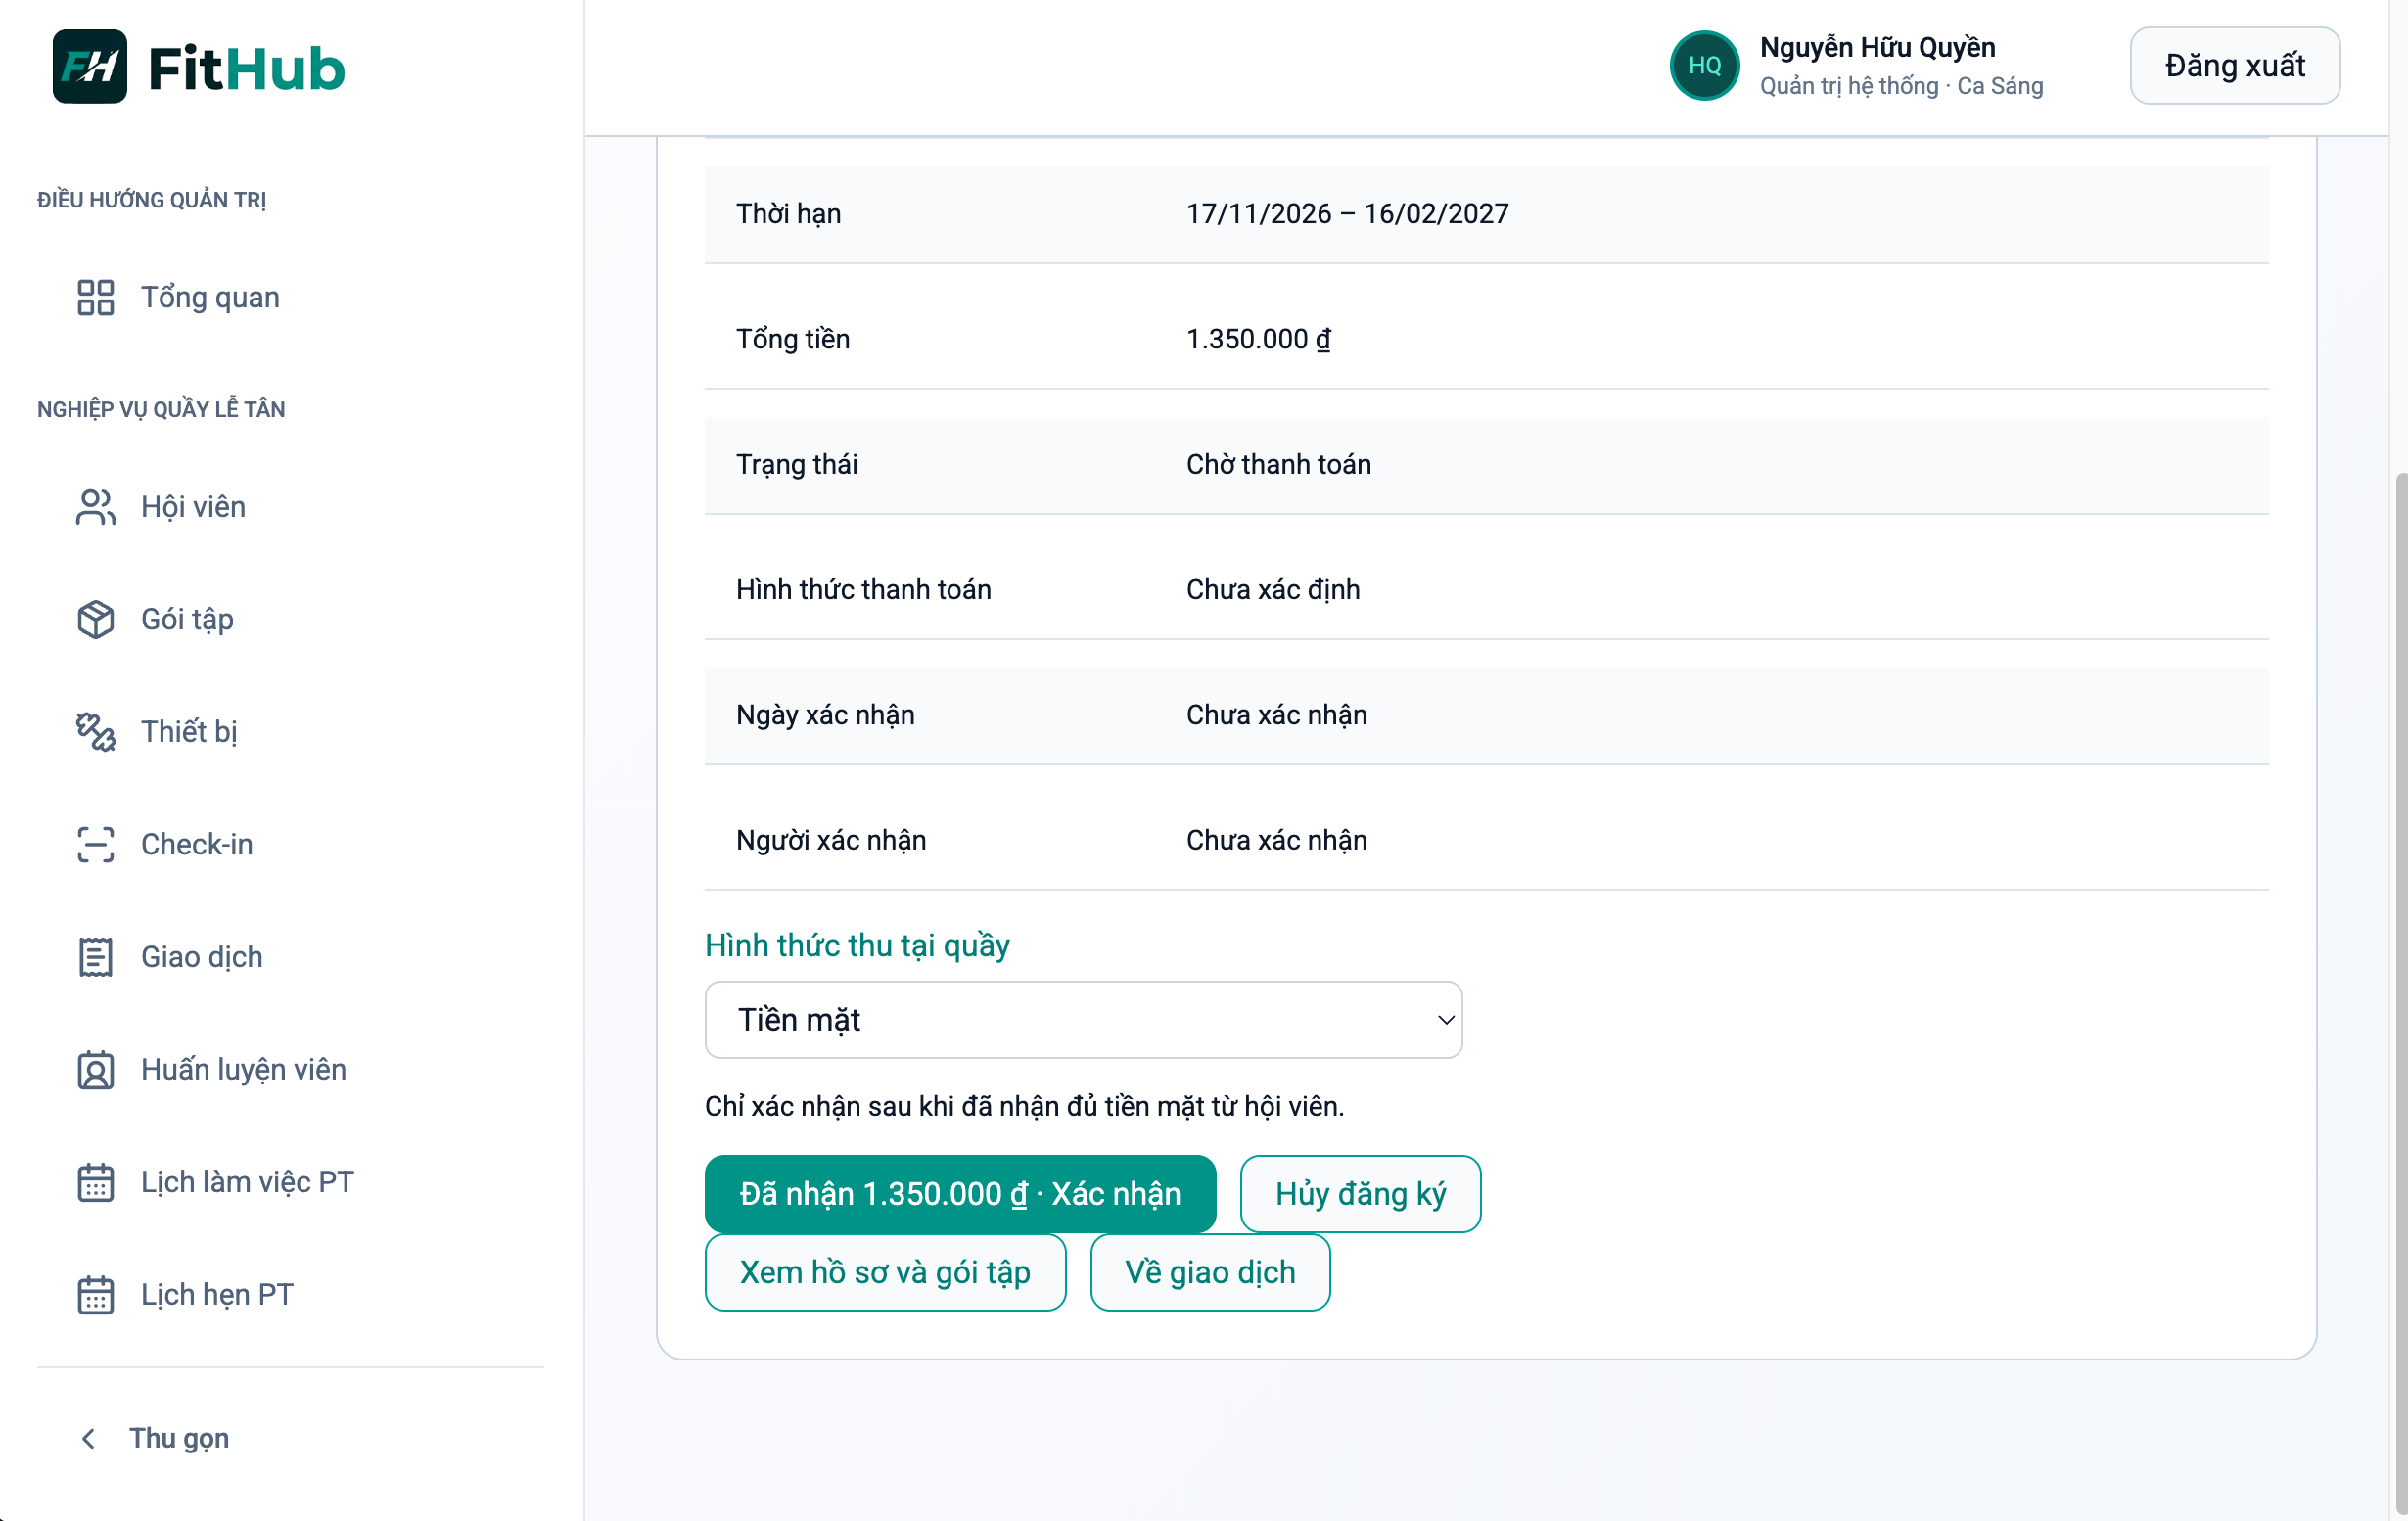 FH FitHub
Nguyễn Hữu Quyền
HQ
Quản trị hệ thống · Ca Sáng
Đăng xuất
ĐIỀU HƯỚNG QUẢN TRỊ
Tổng quan
NGHIỆP VỤ QUẦY LỄ TÂN
Hội viên
Gói tập
Thiết bị
Check-in
Giao dịch
Huấn luyện viên
Lịch làm việc PT
Lịch hẹn PT
Thu gọn
Thời hạn 17/11/2026 – 16/02/2027
Tổng tiền 1.350.000 ₫
Trạng thái Chờ thanh toán
Hình thức thanh toán Chưa xác định
Ngày xác nhận Chưa xác nhận
Người xác nhận Chưa xác nhận
Hình thức thu tại quầy
Tiền mặt
Chỉ xác nhận sau khi đã nhận đủ tiền mặt từ hội viên.
Đã nhận 1.350.000 ₫ · Xác nhận Hủy đăng ký
Xem hồ sơ và gói tập Về giao dịch